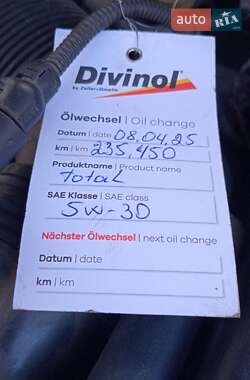 AUTO RIA.com
Divinol
by Zeller+Gmelin
Ölwechsel | Oil change
Datum | date 08.04.25
km | km 235,450
Produktname | Product name
total
SAE Klasse | SAE class
5W-30
Nächster Ölwechsel | next oil change
Datum | date
km | km